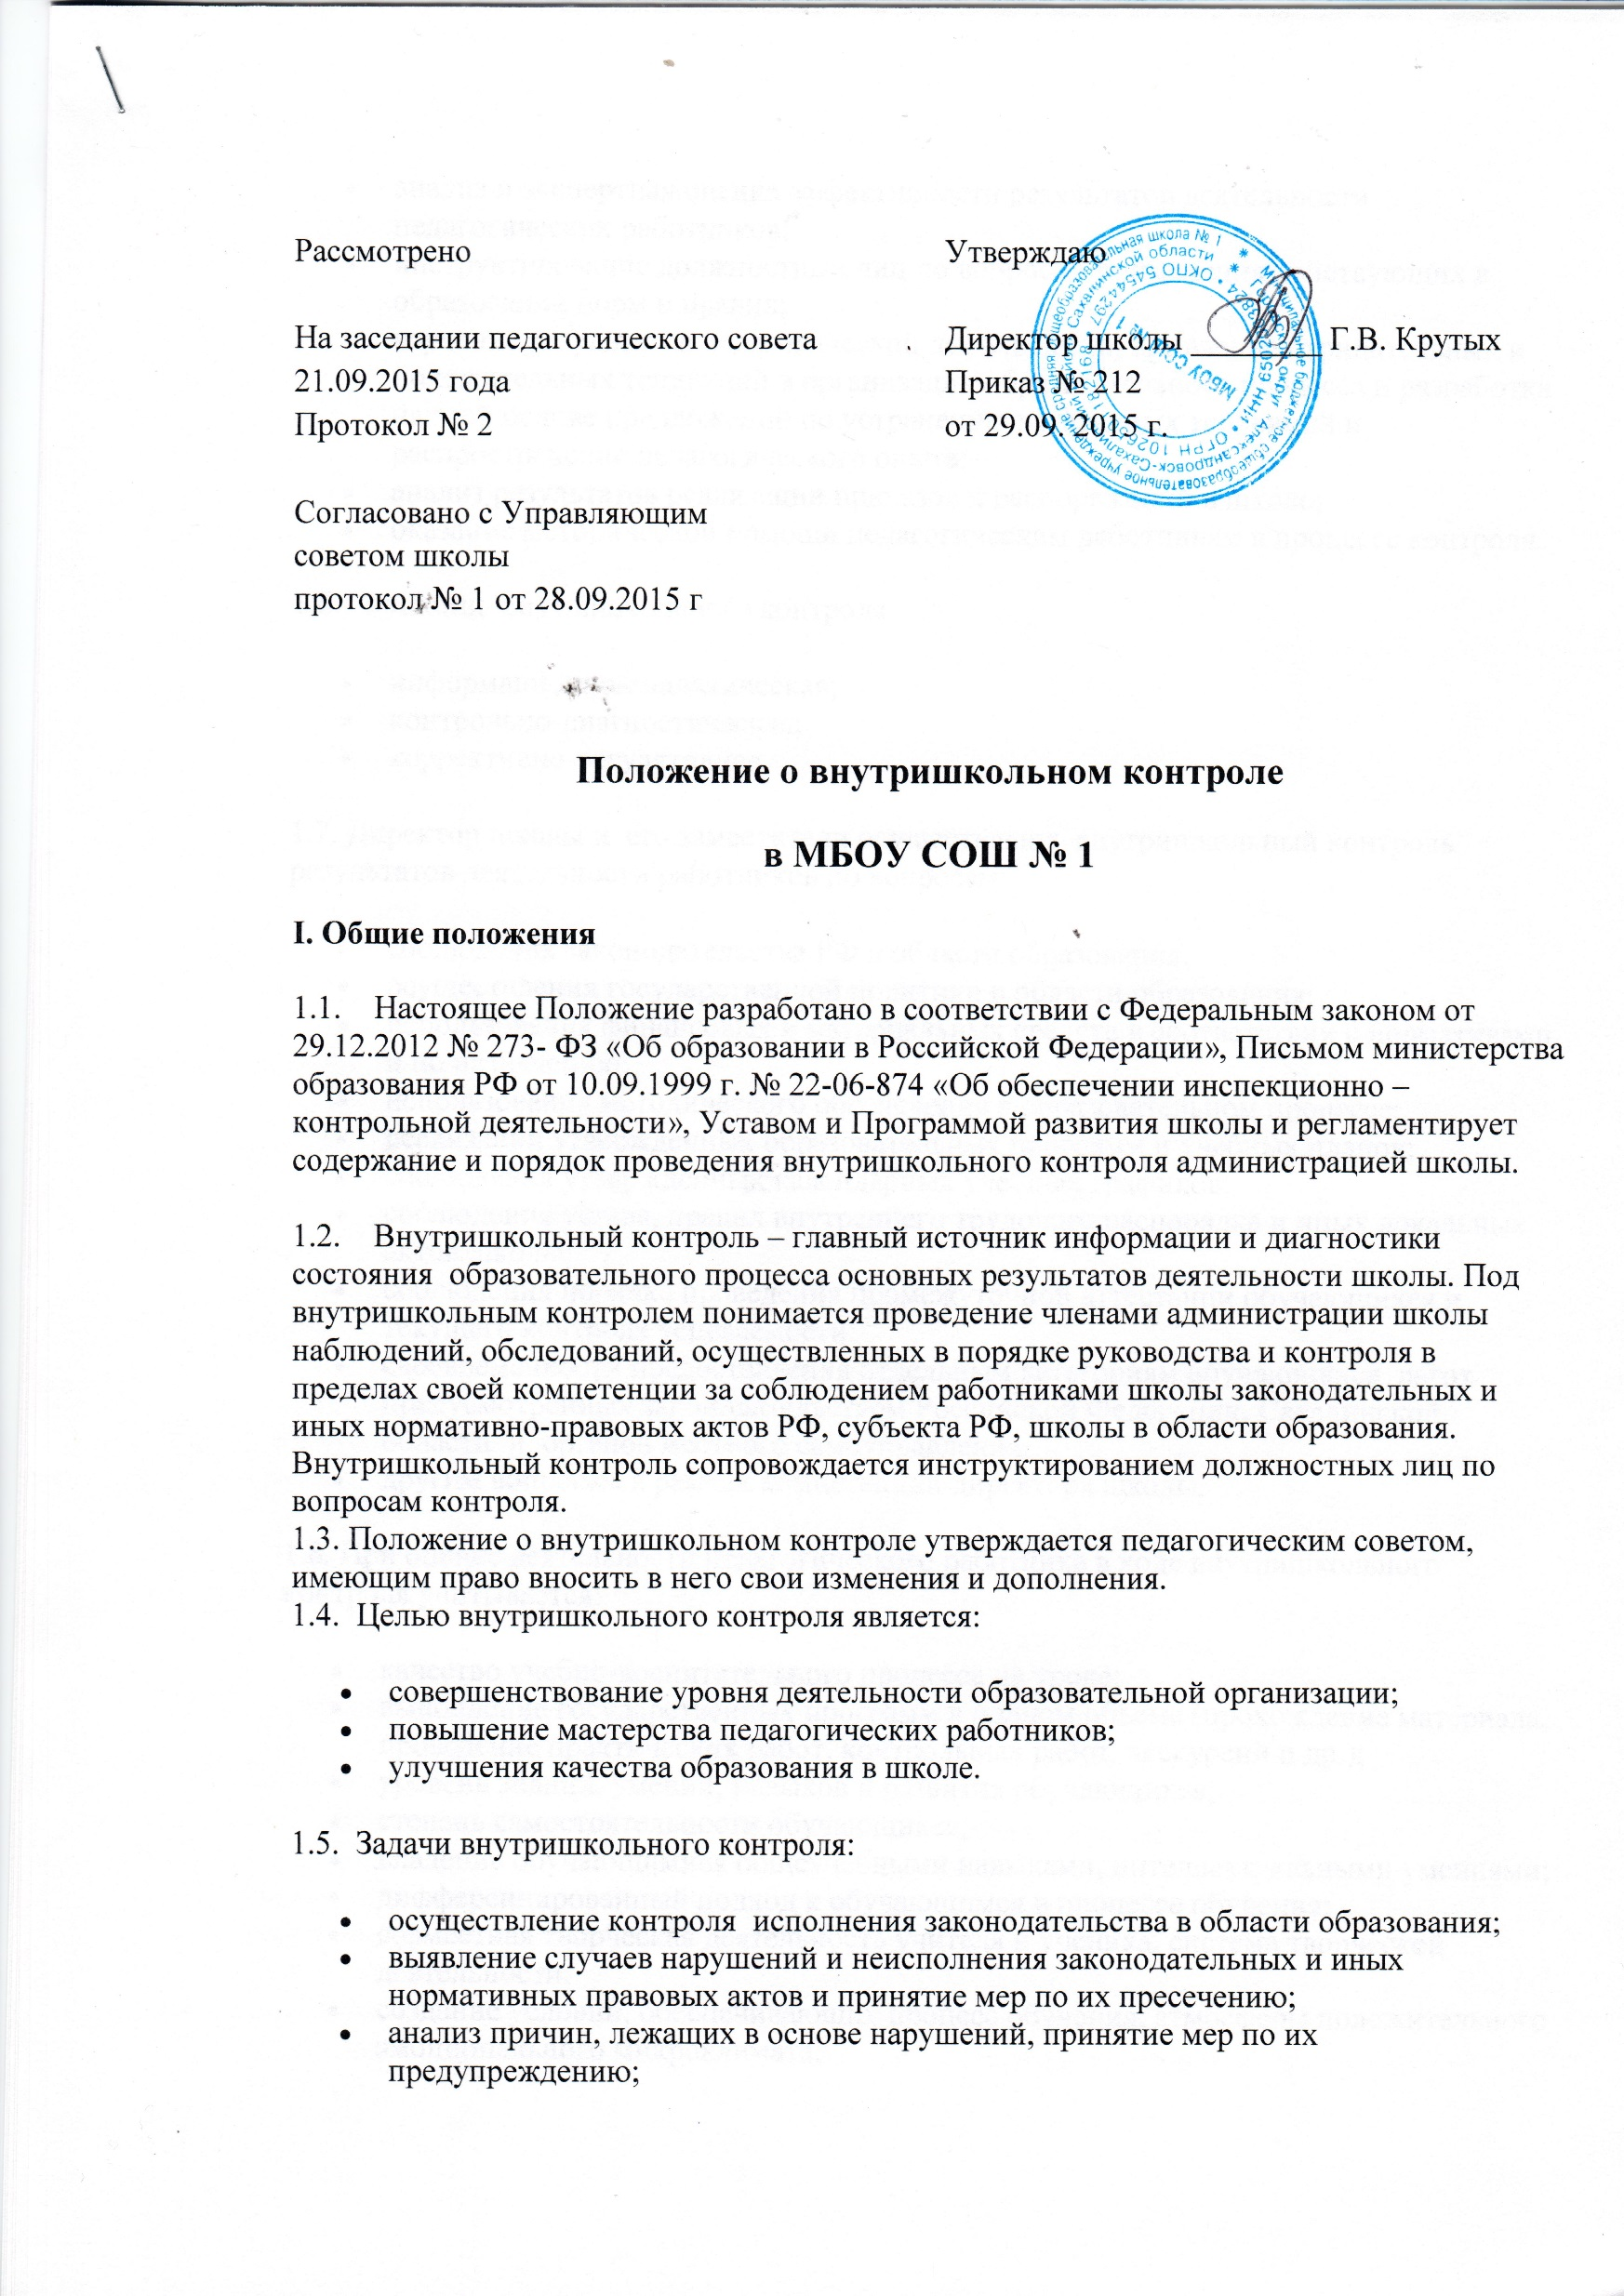 Рассмотрено
На заседании педагогического совета
21.09.2015 года
Протокол № 2
Согласовано с Управляющим
советом школы
протокол № 1 от 28.09.2015 г
Утверждаю
Директор школы ________ Г.В. Крутых
Приказ № 212
от 29.09. 2015 г.
МБОУ СОШ № 1
Положение о внутришкольном контроле
в МБОУ СОШ № 1
I. Общие положения
1.1. Настоящее Положение разработано в соответствии с Федеральным законом от
29.12.2012 № 273- ФЗ «Об образовании в Российской Федерации», Письмом министерства
образования РФ от 10.09.1999 г. № 22-06-874 «Об обеспечении инспекционно –
контрольной деятельности», Уставом и Программой развития школы и регламентирует
содержание и порядок проведения внутришкольного контроля администрацией школы.
1.2. Внутришкольный контроль – главный источник информации и диагностики
состояния образовательного процесса основных результатов деятельности школы. Под
внутришкольным контролем понимается проведение членами администрации школы
наблюдений, обследований, осуществленных в порядке руководства и контроля в
пределах своей компетенции за соблюдением работниками школы законодательных и
иных нормативно-правовых актов РФ, субъекта РФ, школы в области образования.
Внутришкольный контроль сопровождается инструктированием должностных лиц по
вопросам контроля.
1.3. Положение о внутришкольном контроле утверждается педагогическим советом,
имеющим право вносить в него свои изменения и дополнения.
1.4. Целью внутришкольного контроля является:
• совершенствование уровня деятельности образовательной организации;
• повышение мастерства педагогических работников;
• улучшения качества образования в школе.
1.5. Задачи внутришкольного контроля:
• осуществление контроля исполнения законодательства в области образования;
• выявление случаев нарушений и неисполнения законодательных и иных
нормативных правовых актов и принятие мер по их пресечению;
• анализ причин, лежащих в основе нарушений, принятие мер по их
предупреждению;